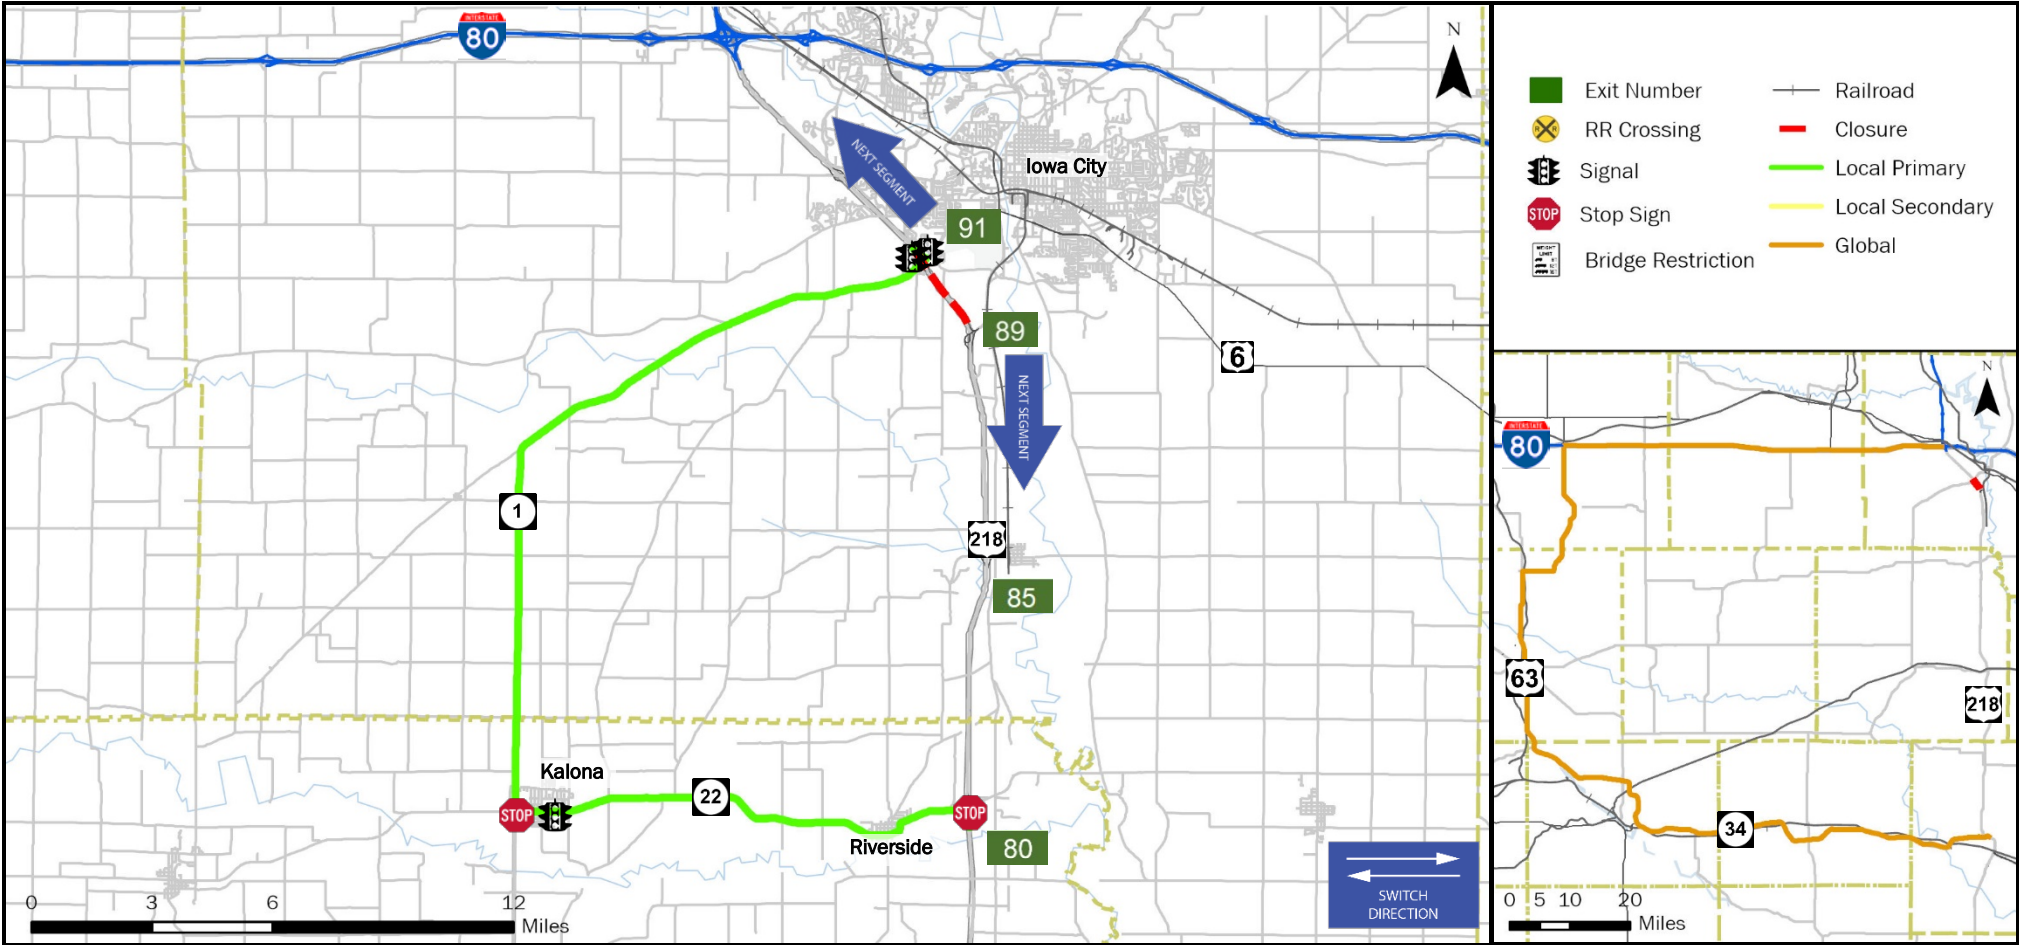 INTERSTATE
80
N
NEXT SEGMENT
Iowa City
91
89
6
NEXT SEGMENT
1
218
85
Kalona
STOP
22
Riverside
STOP
80
0 3 6 12
Miles
SWITCH
DIRECTION
Exit Number
RR Crossing
Signal
STOP
Stop Sign
WEIGHT
LIMIT
Bridge Restriction
Railroad
Closure
Local Primary
Local Secondary
Global
N
INTERSTATE
80
63
218
34
0 5 10 20
Miles